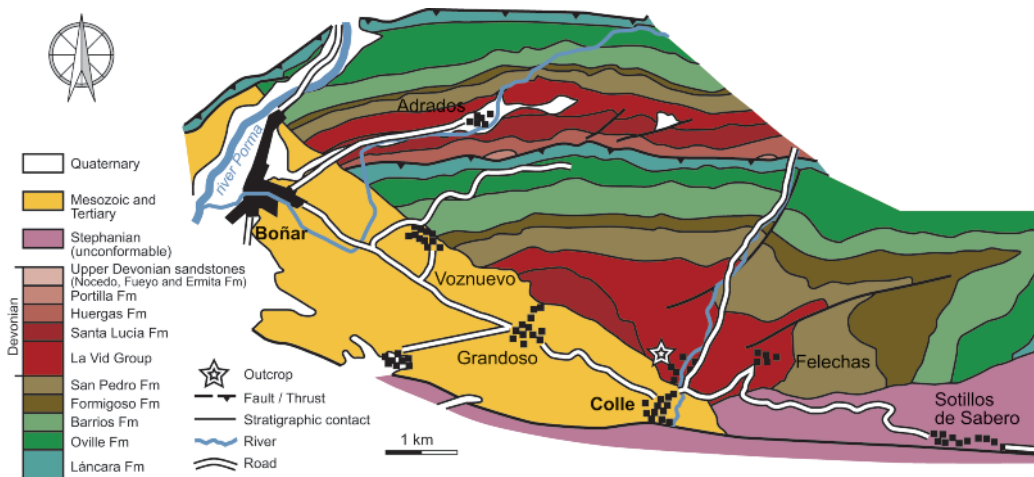 Adrados
river Porma
Boñar
Voznuevo
Grandoso
Colle
Felechas
Sotillos
de Sabero
Quaternary
Mesozoic and
Tertiary
Stephanian
(unconformable)
Devonian
Upper Devonian sandstones
(Nocedo, Fueyo and Ermita Fm)
Portilla Fm
Huergas Fm
Santa Lucía Fm
La Vid Group
San Pedro Fm
Formigoso Fm
Barrios Fm
Oville Fm
Láncara Fm
Outcrop
Fault / Thrust
Stratigraphic contact
River
Road
1 km